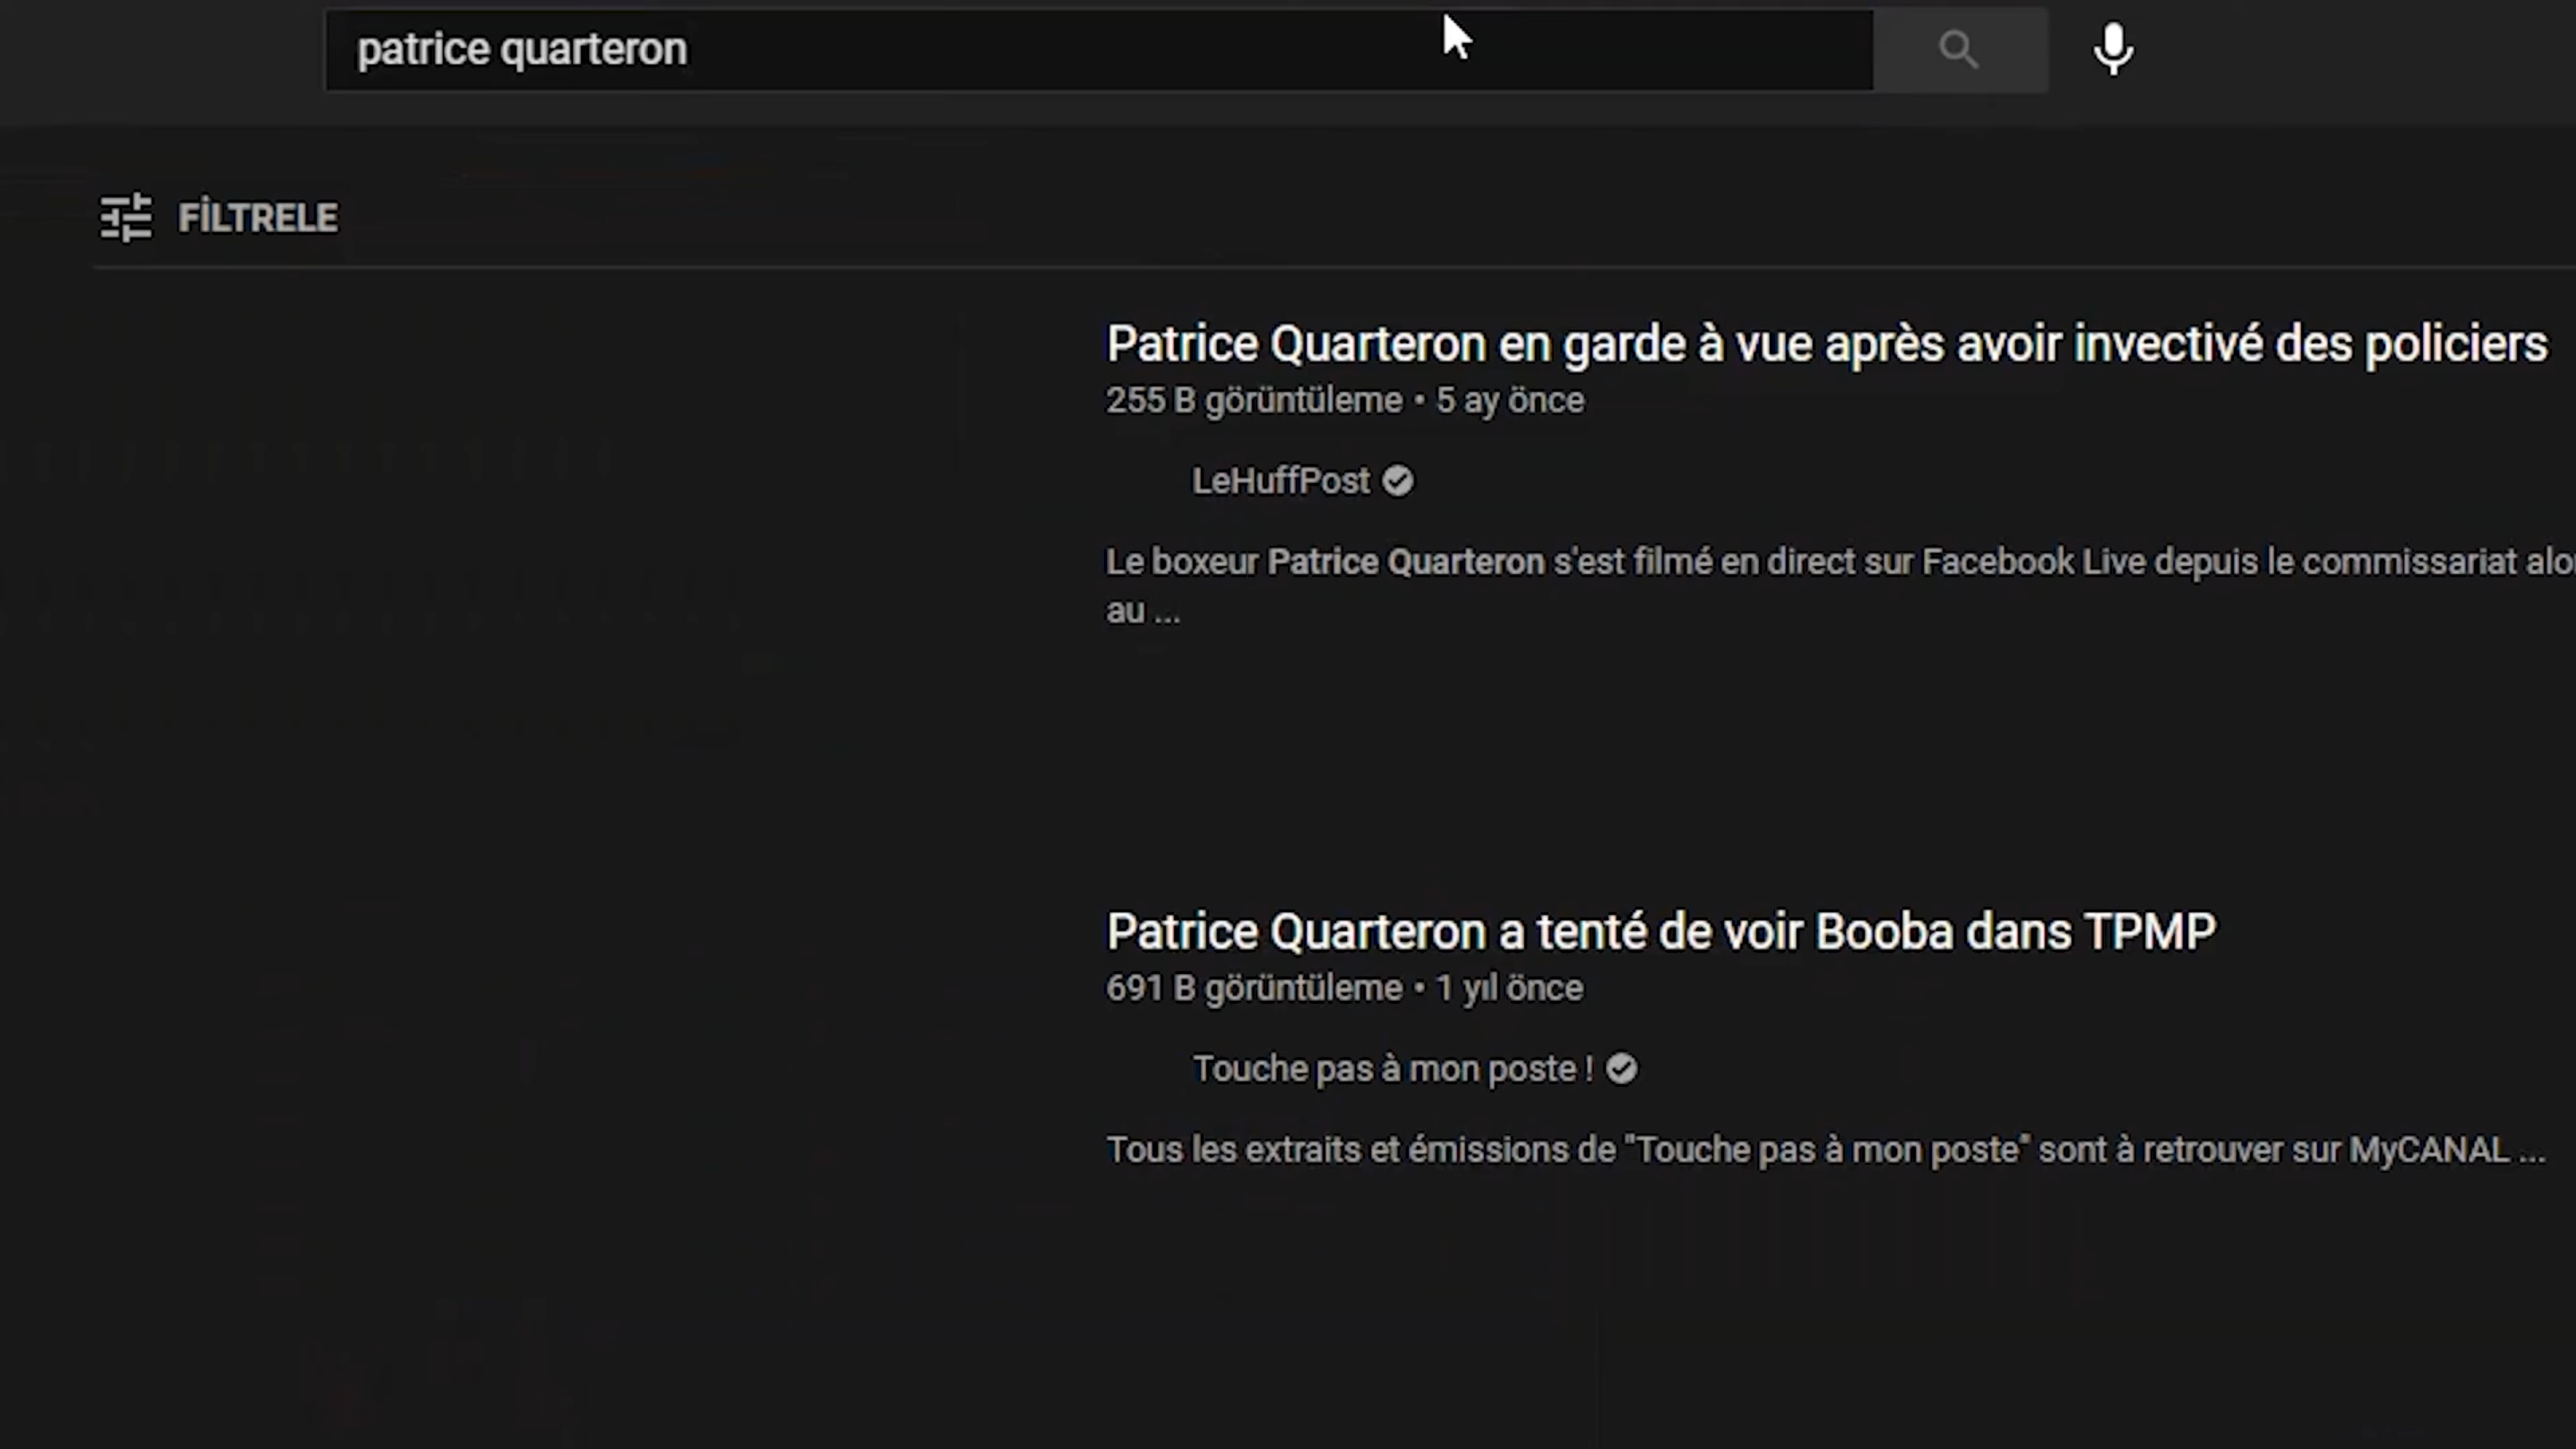 patrice quarteron
FİLTRELE
Patrice Quarteron en garde à vue après avoir invectivé des policiers
255 B görüntüleme • 5 ay önce
LeHuffPost
Le boxeur Patrice Quarteron s'est filmé en direct sur Facebook Live depuis le commissariat
au ...
Patrice Quarteron a tenté de voir Booba dans TPMP
691 B görüntüleme • 1 yıl önce
Touche pas à mon poste !
Tous les extraits et émissions de "Touche pas à mon poste" sont à retrouver sur MyCANAL ...